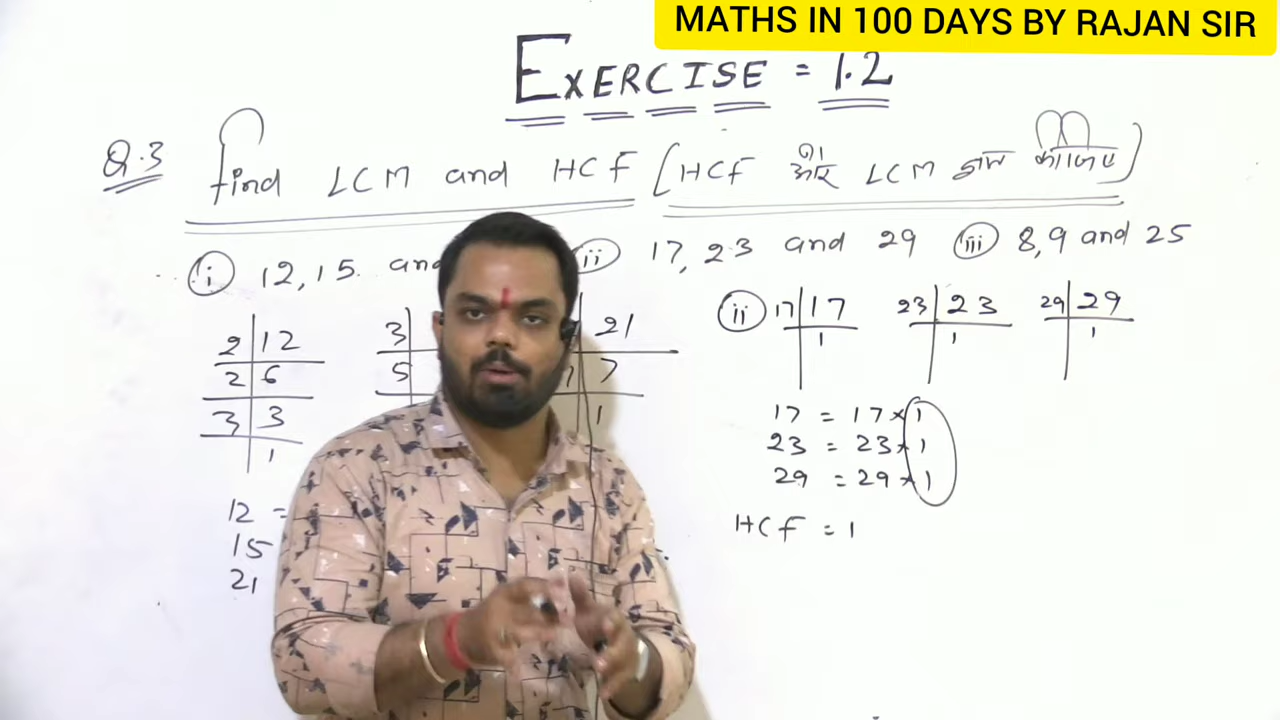 MATHS IN 100 DAYS BY RAJAN SIR
EXERCISE = 1.2
Q.3 find LCM and HCF [HCF और LCM ज्ञात कीजिए]
i 12, 15 and
ii 17, 23 and 29
iii 8, 9 and 25
2 12
2 6
3 3
1
3
5
21
7 7
1
ii 17 17
1
23 23
1
29 29
1
17 = 17 × 1
23 = 23 × 1
29 = 29 × 1
HCF = 1
12 =
15
21